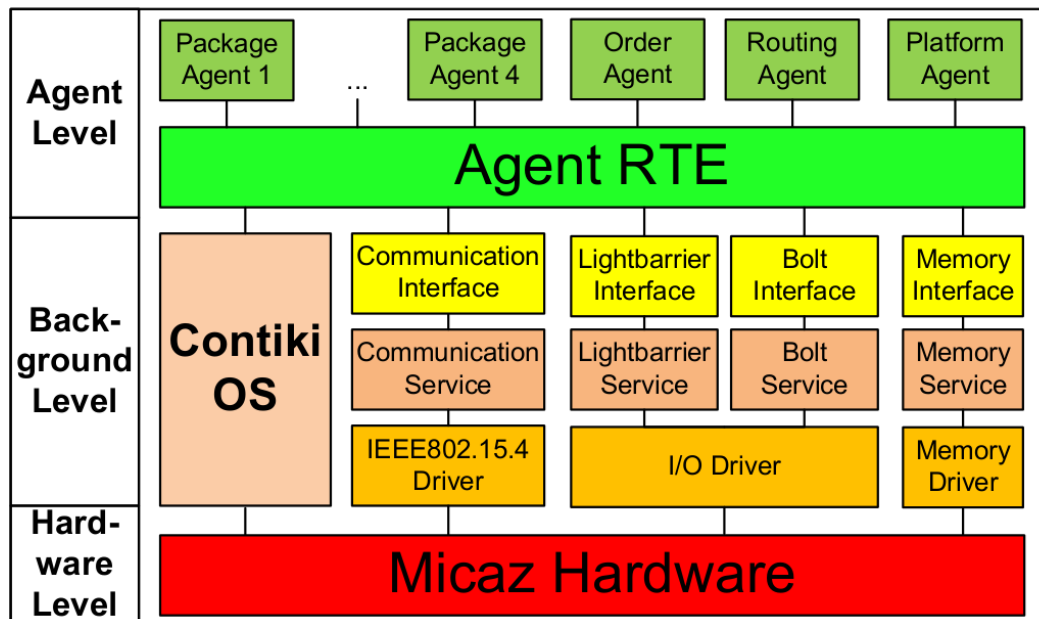 Agent
Level
Package
Agent 1
...
Package
Agent 4
Order
Agent
Routing
Agent
Platform
Agent
Agent RTE
Back-
ground
Level
Contiki
OS
Communication
Interface
Lightbarrier
Interface
Bolt
Interface
Memory
Interface
Communication
Service
Lightbarrier
Service
Bolt
Service
Memory
Service
IEEE802.15.4
Driver
I/O Driver
Memory
Driver
Hard-
ware
Level
Micaz Hardware